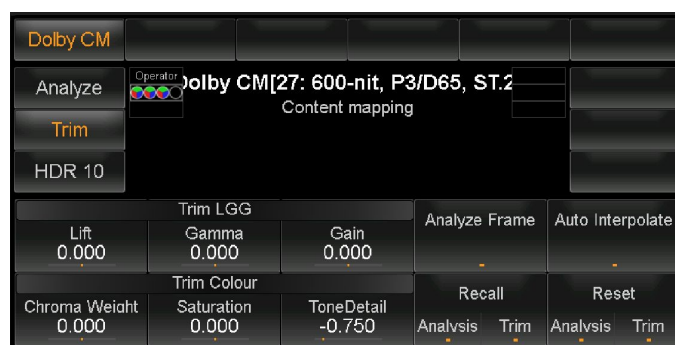 Dolby CM
Analyze
Operator
Dolby CM[27: 600-nit, P3/D65, ST.2
Content mapping
Trim
HDR 10
Trim LGG
Lift Gamma Gain
0.000 0.000 0.000
Analyze Frame
Auto Interpolate
Trim Colour
Chroma Weight Saturation ToneDetail
0.000 0.000 -0.750
Recall
Analysis Trim
Reset
Analysis Trim